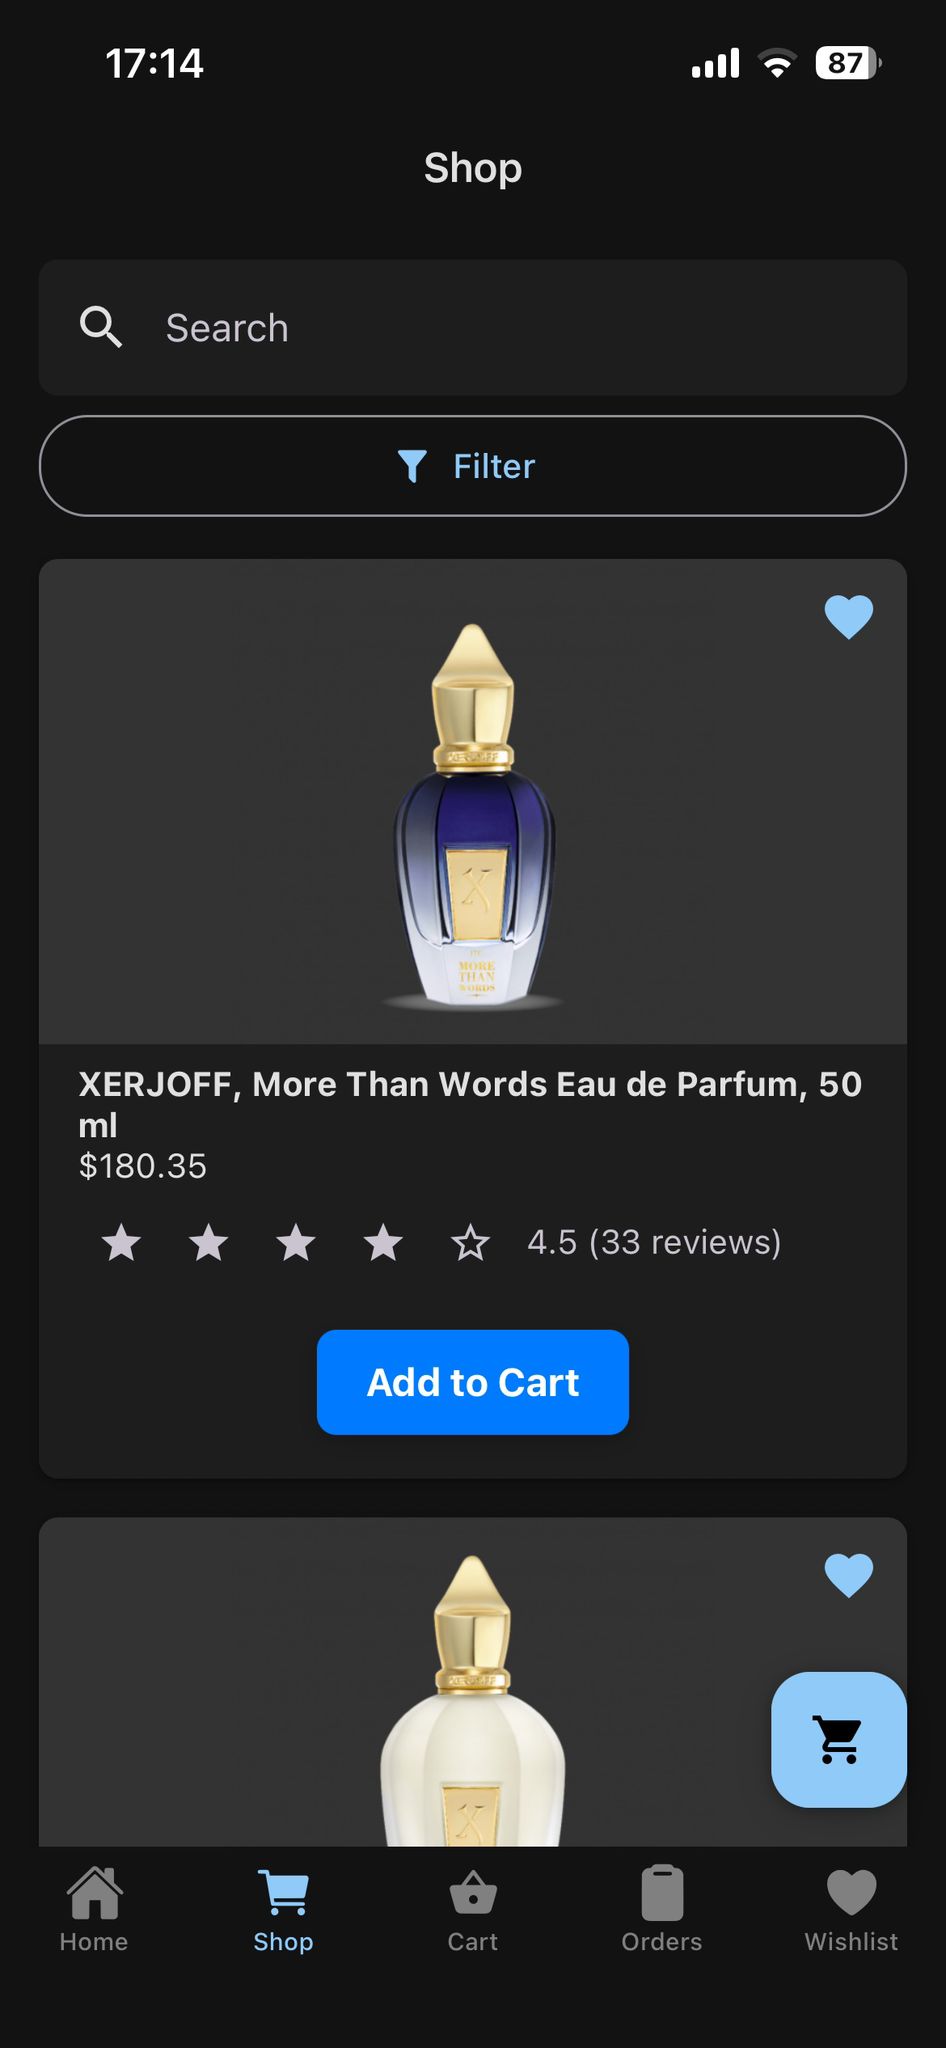 17:14
87
Shop
Search
Filter
XERJOFF
X
MORE
THAN
WORDS
XERJOFF, More Than Words Eau de Parfum, 50
ml
$180.35
4.5 (33 reviews)
Add to Cart
XERJOFF
X
Home
Shop
Cart
Orders
Wishlist